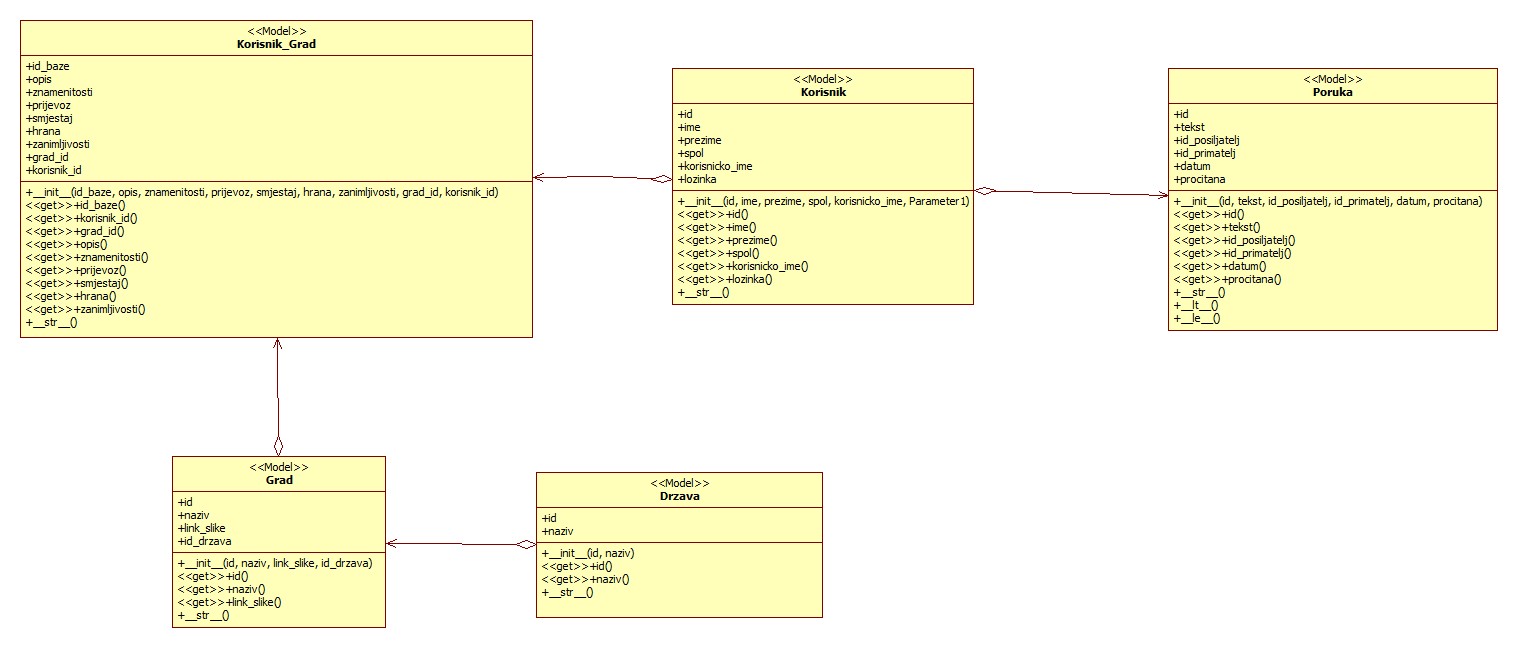 <<Model>>
Korisnik_Grad
+id_baze
+opis
+znamenitosti
+prijevoz
+smjestaj
+hrana
+zanimljivosti
+grad_id
+korisnik_id
+__init__(id_baze, opis, znamenitosti, prijevoz, smjestaj, hrana, zanimljivosti, grad_id, korisnik_id)
<<get>>+id_baze()
<<get>>+korisnik_id()
<<get>>+grad_id()
<<get>>+opis()
<<get>>+znamenitosti()
<<get>>+prijevoz()
<<get>>+smjestaj()
<<get>>+hrana()
<<get>>+zanimljivosti()
+__str__()
<<Model>>
Korisnik
+id
+ime
+prezime
+spol
+korisnicko_ime
+lozinka
+__init__(id, ime, prezime, spol, korisnicko_ime, Parameter1)
<<get>>+id()
<<get>>+ime()
<<get>>+prezime()
<<get>>+spol()
<<get>>+korisnicko_ime()
<<get>>+lozinka()
+__str__()
<<Model>>
Poruka
+id
+tekst
+id_posiljatelj
+id_primatelj
+datum
+procitana
+__init__(id, tekst, id_posiljatelj, id_primatelj, datum, procitana)
<<get>>+id()
<<get>>+tekst()
<<get>>+id_posiljatelj()
<<get>>+id_primatelj()
<<get>>+datum()
<<get>>+procitana()
+__str__()
+__lt__()
+__le__()
<<Model>>
Grad
+id
+naziv
+link_slike
+id_drzava
+__init__(id, naziv, link_slike, id_drzava)
<<get>>+id()
<<get>>+naziv()
<<get>>+link_slike()
+__str__()
<<Model>>
Drzava
+id
+naziv
+__init__(id, naziv)
<<get>>+id()
<<get>>+naziv()
+__str__()